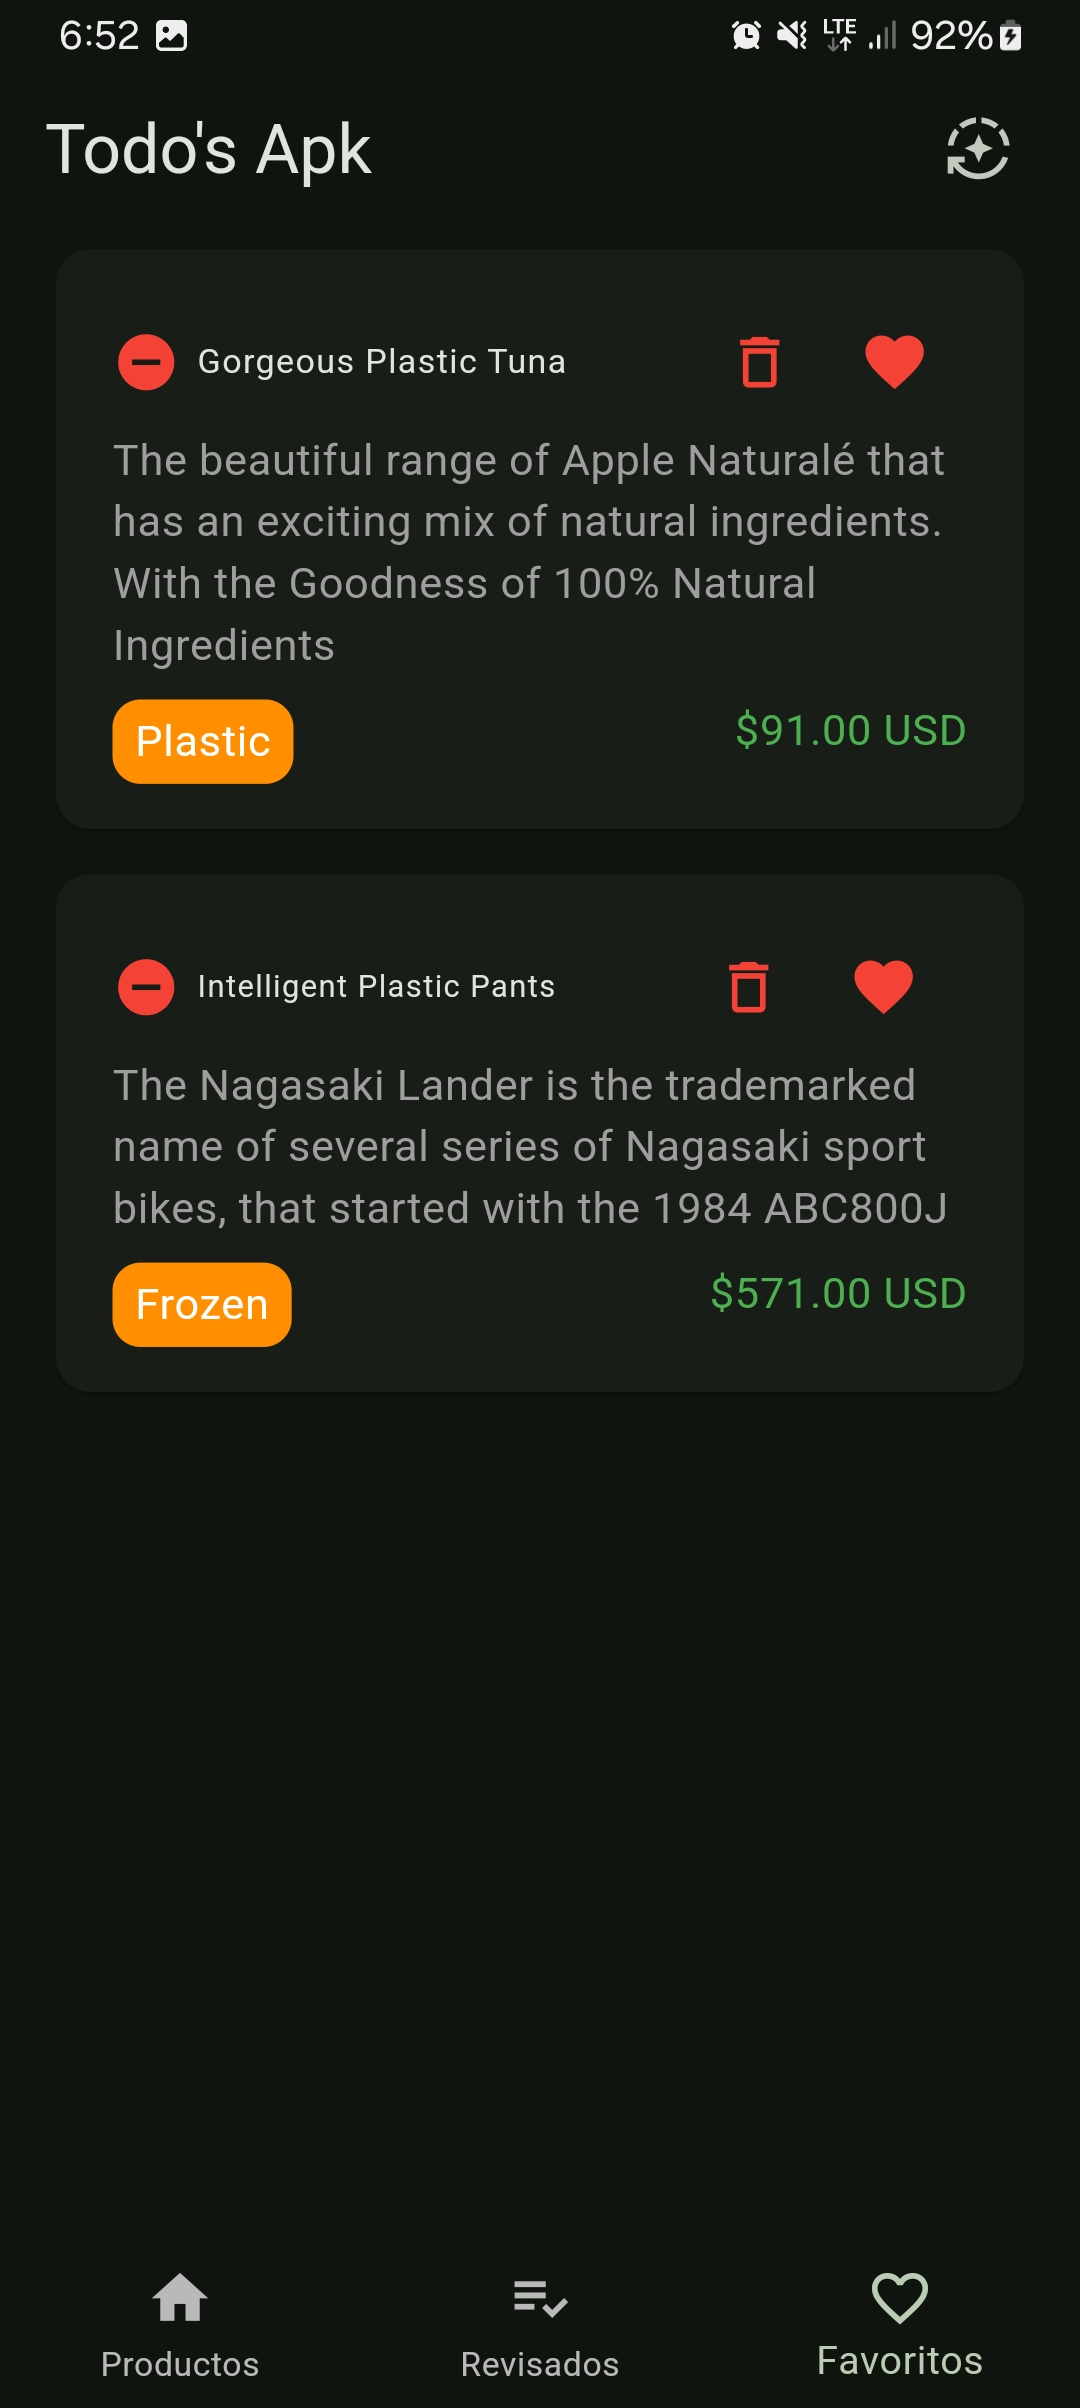 6:52
LTE
92%
Todo's Apk
Gorgeous Plastic Tuna
The beautiful range of Apple Naturalé that
has an exciting mix of natural ingredients.
With the Goodness of 100% Natural
Ingredients
Plastic
$91.00 USD
Intelligent Plastic Pants
The Nagasaki Lander is the trademarked
name of several series of Nagasaki sport
bikes, that started with the 1984 ABC800J
Frozen
$571.00 USD
Productos
Revisados
Favoritos